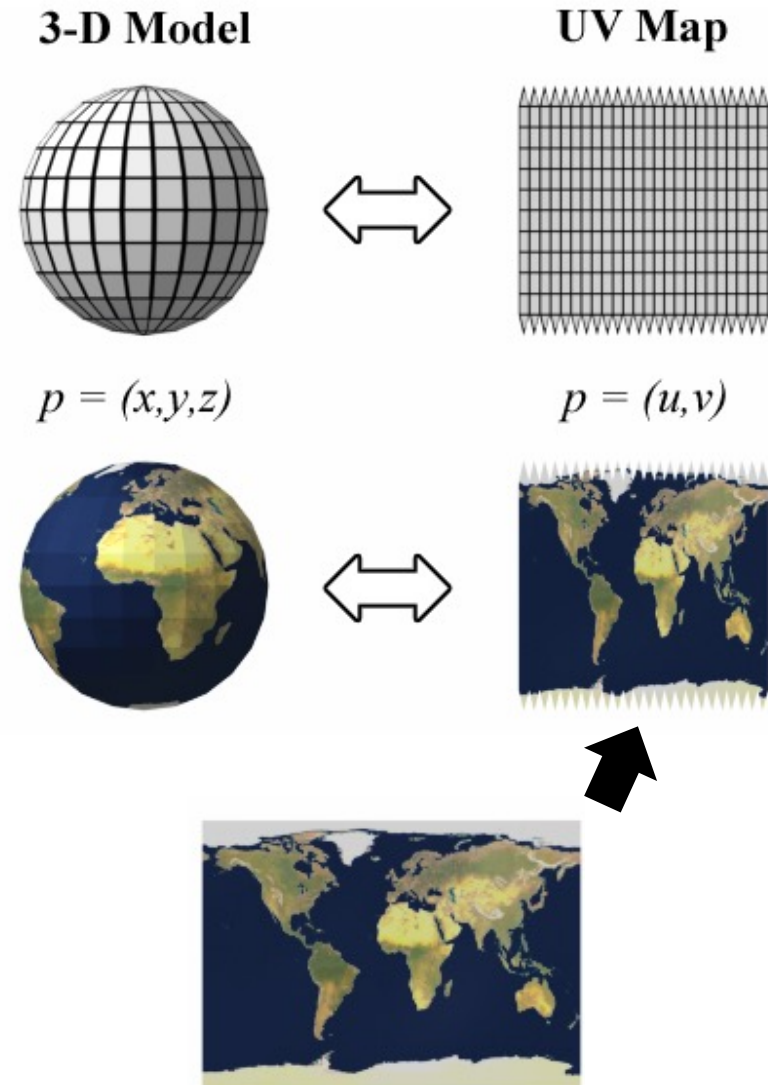 3-D Model
UV Map
p = (x,y,z)
p = (u,v)